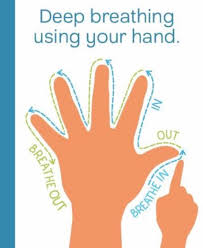 Deep breathing
using your hand.
IN
OUT
BREATHE OUT
BREATHE IN